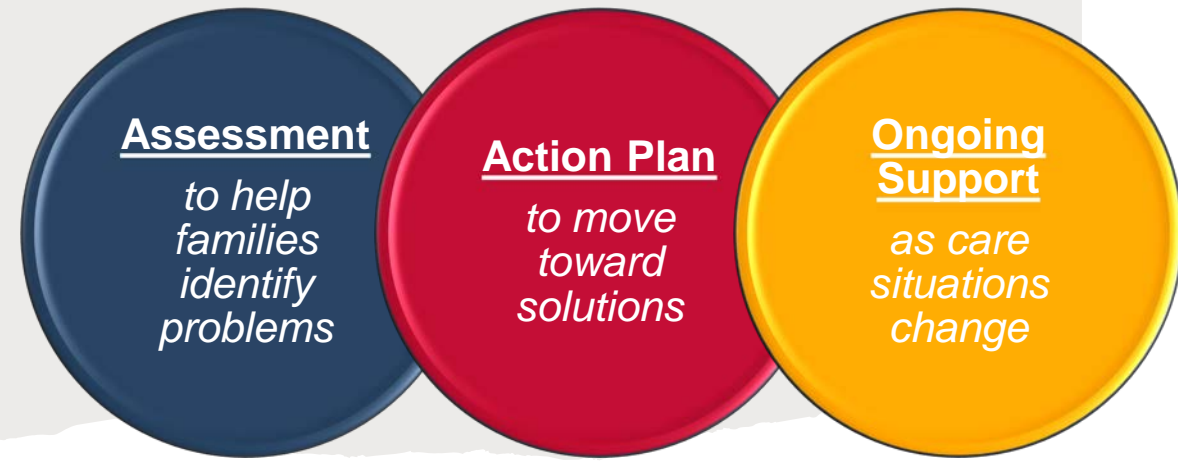 Assessment
to help
families
identify
problems
Action Plan
to move
toward
solutions
Ongoing
Support
as care
situations
change